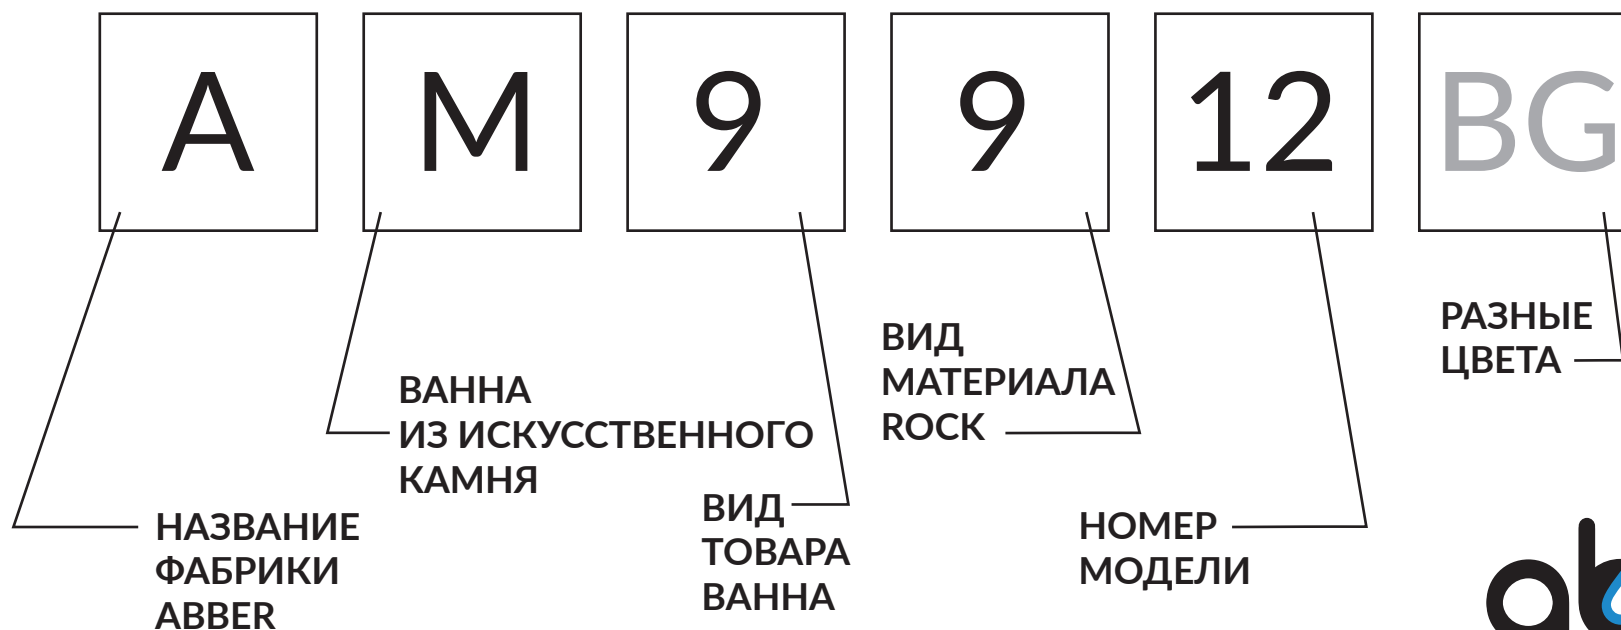 A M 9 9 12 BG
НАЗВАНИЕ
ФАБРИКИ
ABBER
ВАННА
ИЗ ИСКУССТВЕННОГО
КАМНЯ
ВИД
ТОВАРА
ВАННА
ВИД
МАТЕРИАЛА
ROCK
НОМЕР
МОДЕЛИ
РАЗНЫЕ
ЦВЕТА